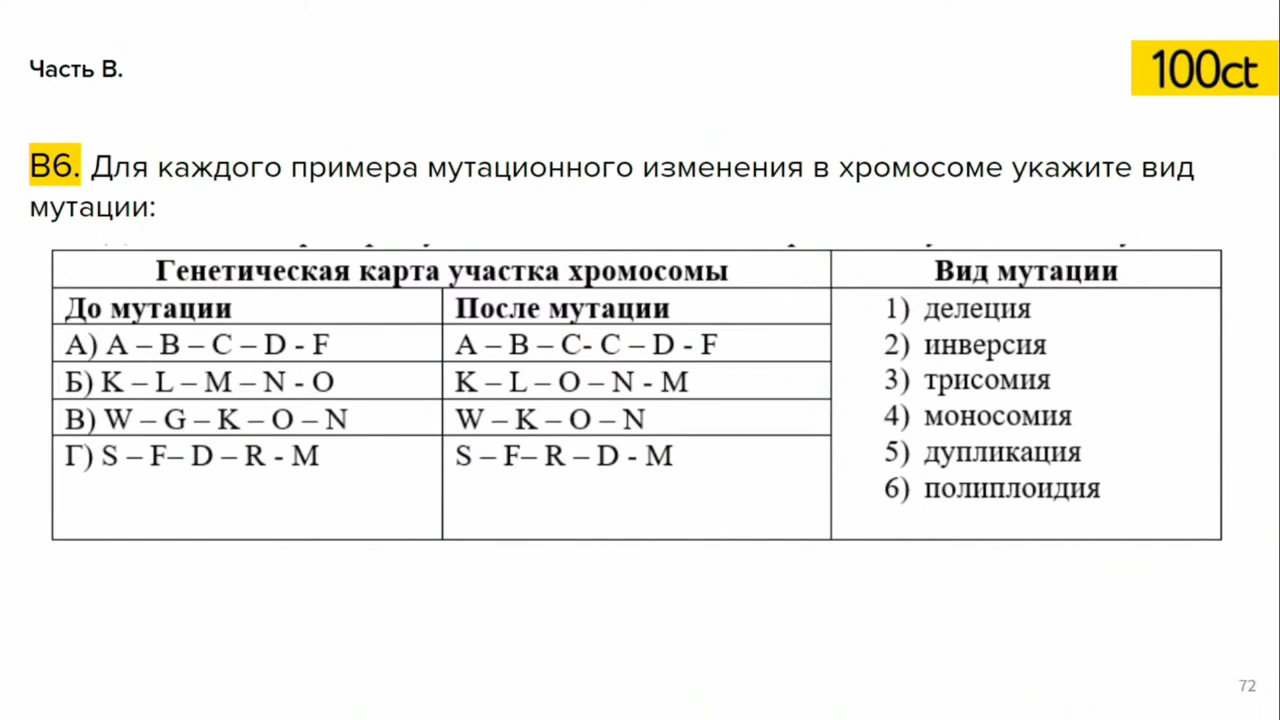 Часть В.
100ct
В6. Для каждого примера мутационного изменения в хромосоме укажите вид
мутации:
Генетическая карта участка хромосомы
Вид мутации
До мутации
После мутации
1) делеция
А) A – B – C – D - F
A – B – C- C – D - F
2) инверсия
Б) K – L – M – N - O
K – L – O – N - M
3) трисомия
В) W – G – K – O – N
W – K – O – N
4) моносомия
Г) S – F– D – R - M
S – F– R – D - M
5) дупликация
6) полиплоидия
72